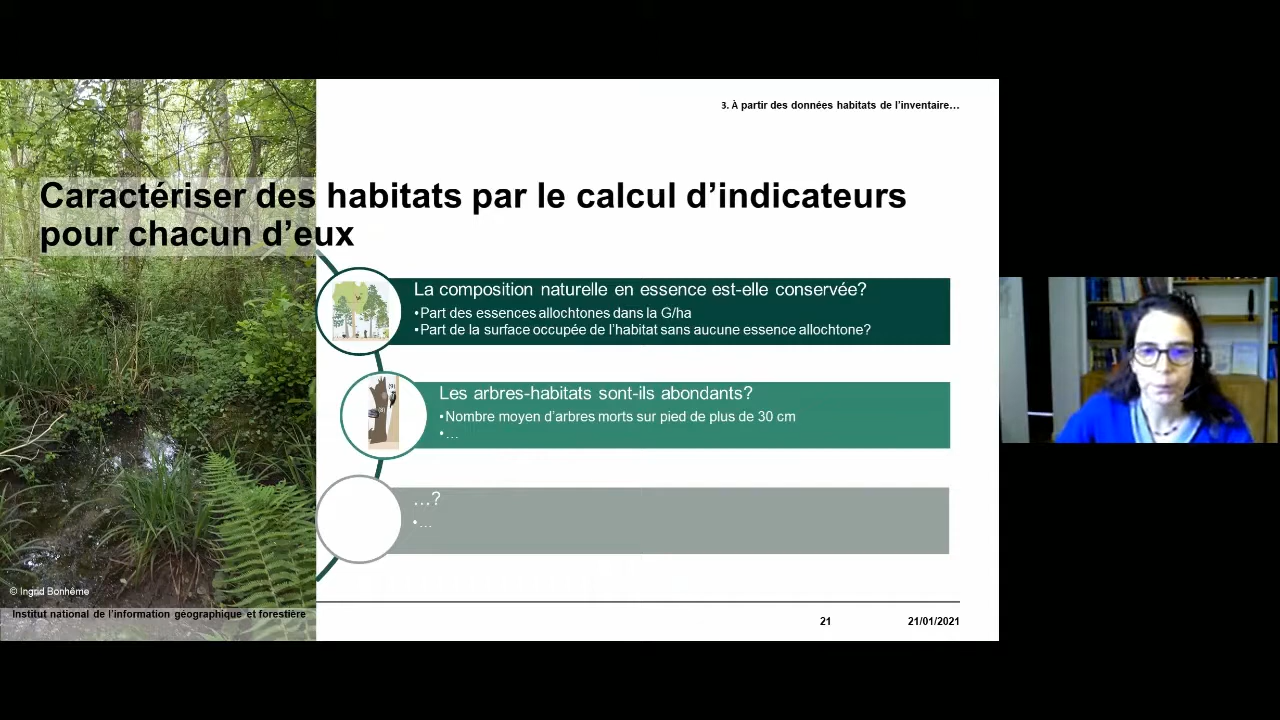 3. À partir des données habitats de l'inventaire…
Caractériser des habitats par le calcul d'indicateurs
pour chacun d'eux
La composition naturelle en essence est-elle conservée?
•Part des essences allochtones dans la G/ha
•Part de la surface occupée de l'habitat sans aucune essence allochtone?
(9)
(8)
Les arbres-habitats sont-ils abondants?
•Nombre moyen d'arbres morts sur pied de plus de 30 cm
•…
…?
•…
© Ingrid Bonhême
Institut national de l'information géographique et forestière
21
21/01/2021